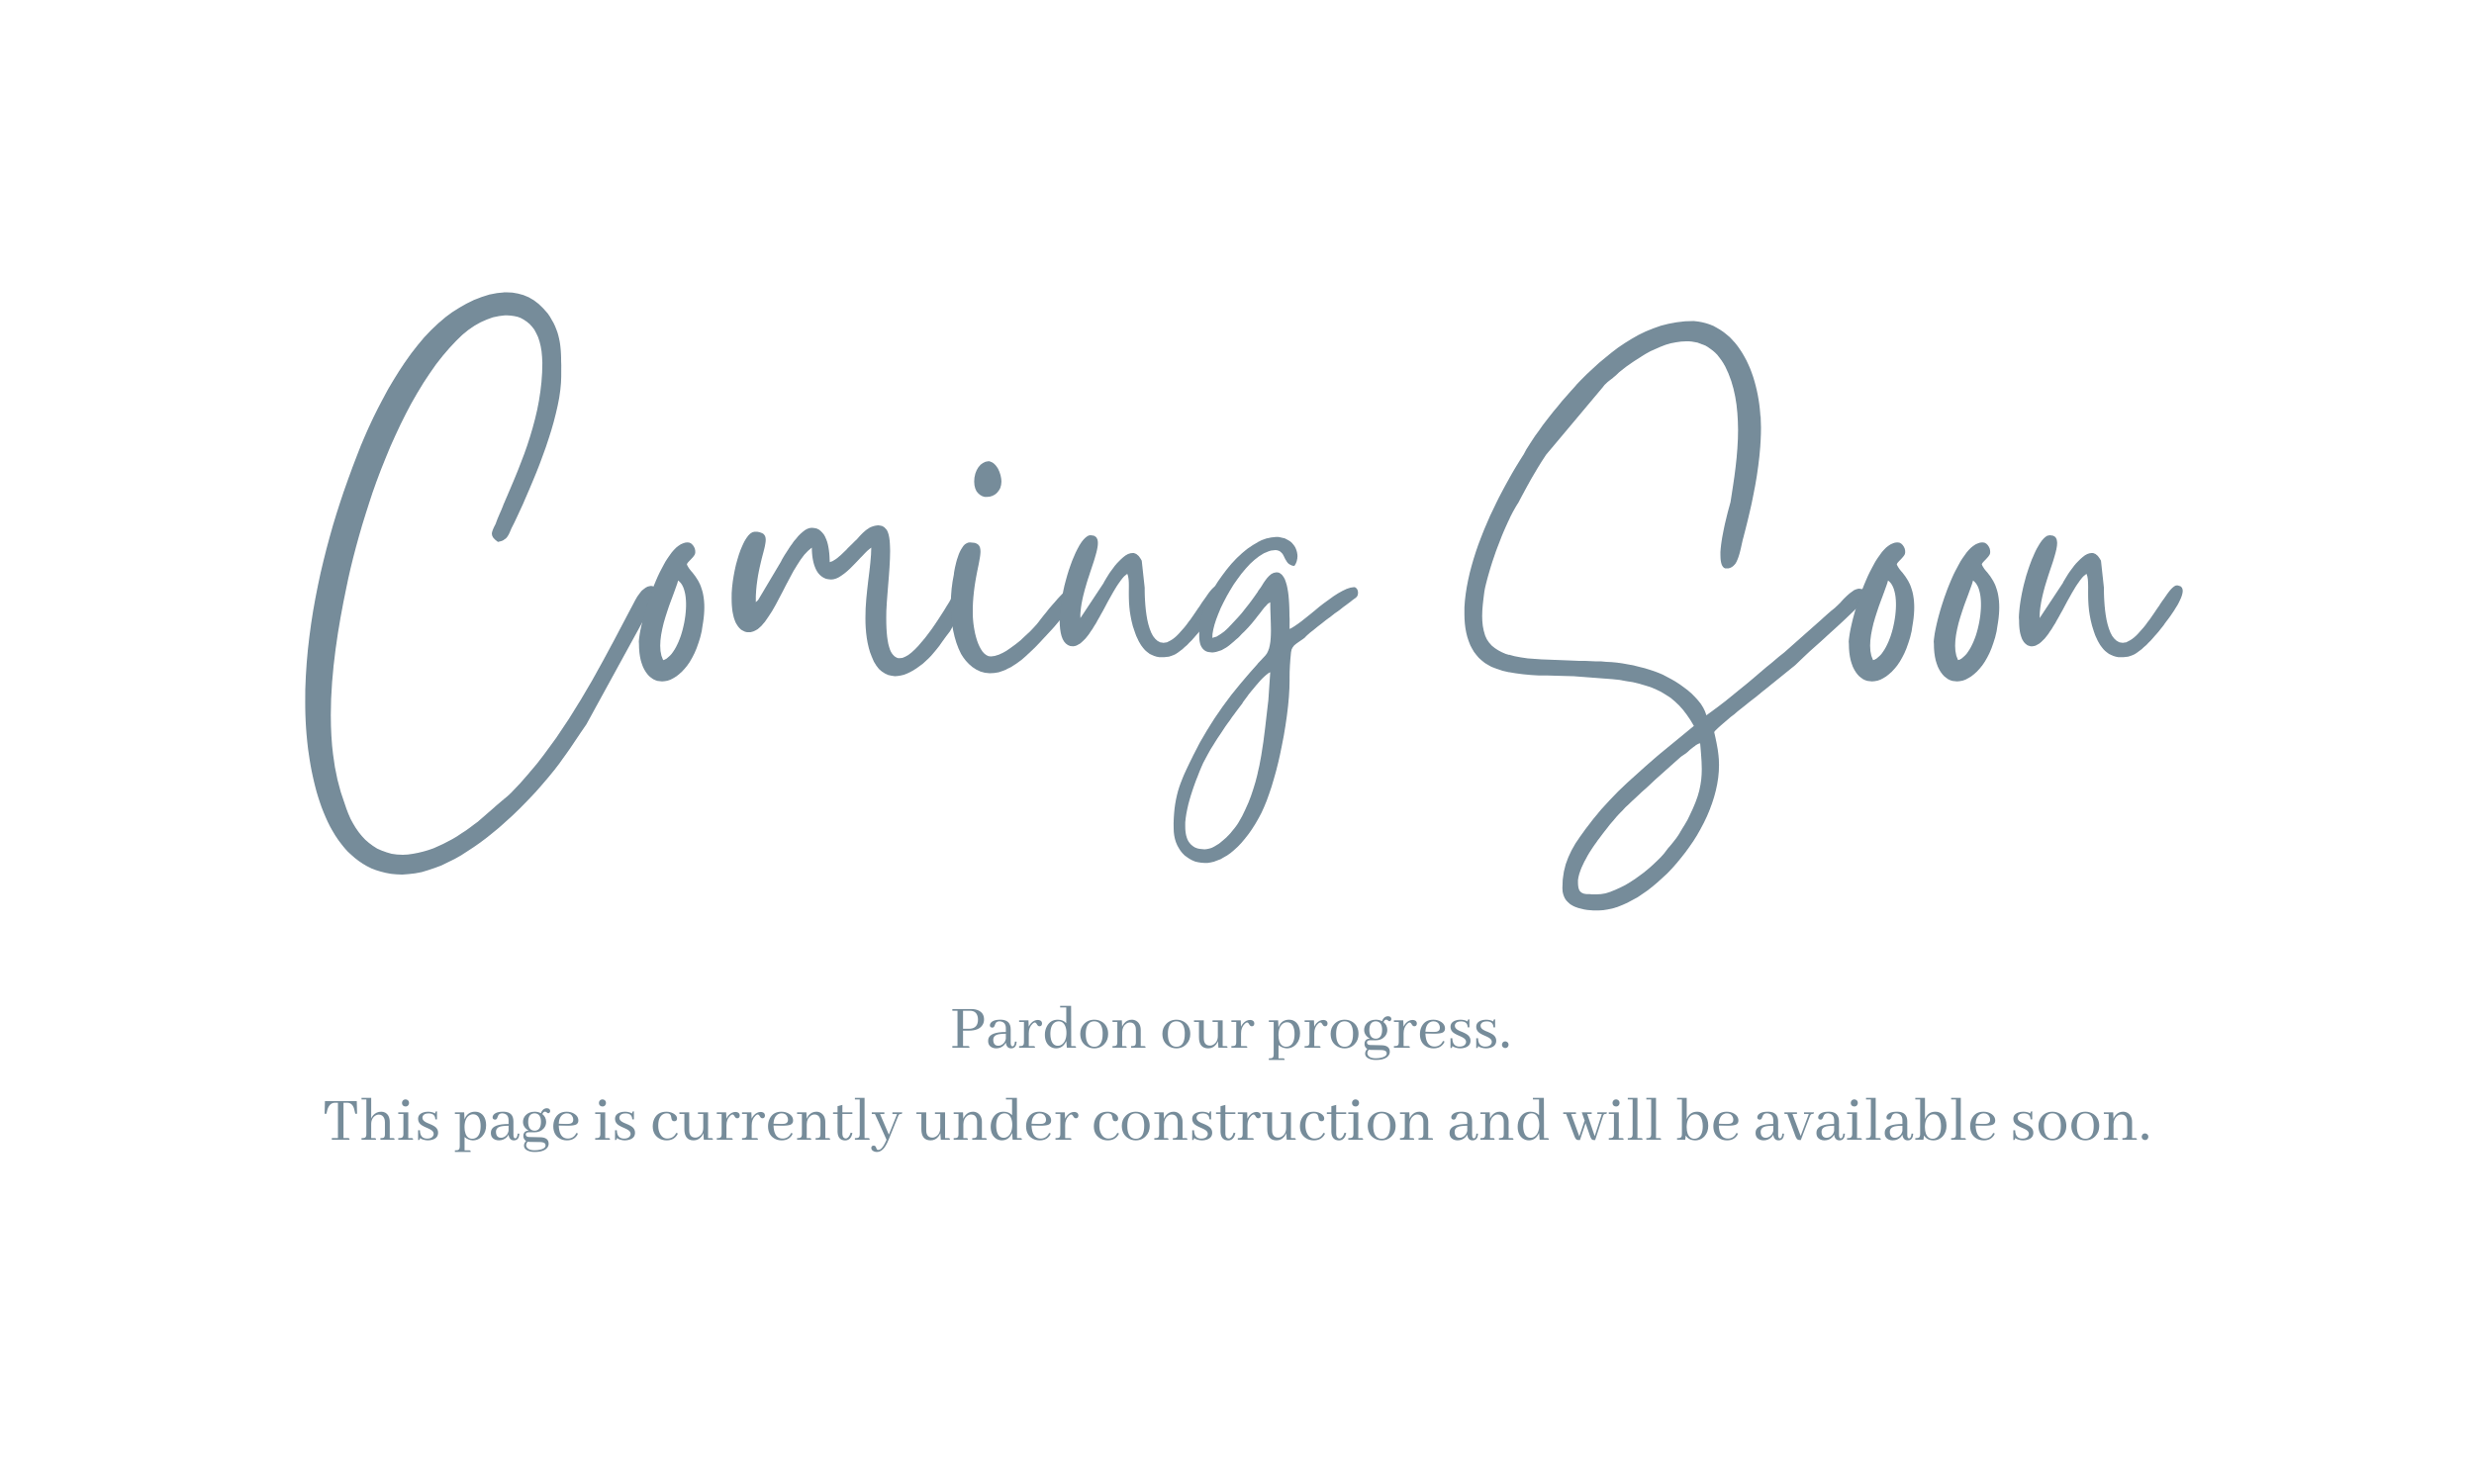 Coming Soon
Pardon our progress.
This page is currently under construction and will be available soon.